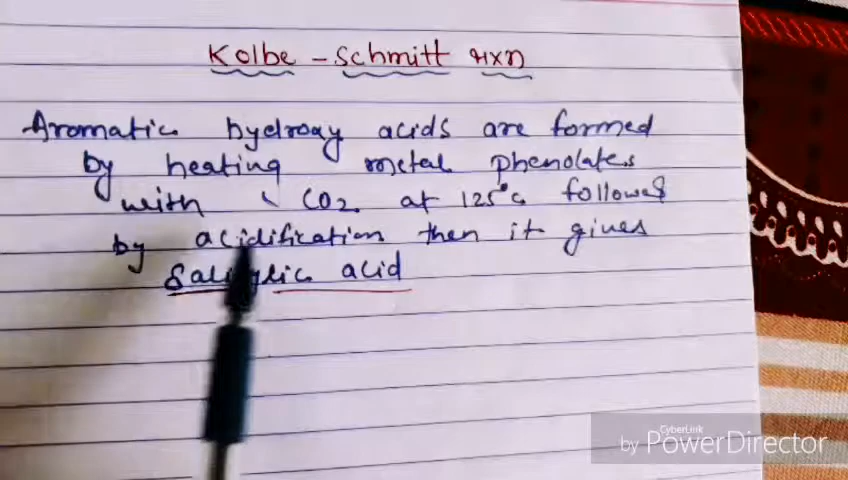 Kolbe - Schmitt rxn
Aromatic hydroxy acids are formed
by heating metal phenolates
with CO2 at 125°c followed
by acidification then it gives
Salicylic acid
CyberLink
by PowerDirector